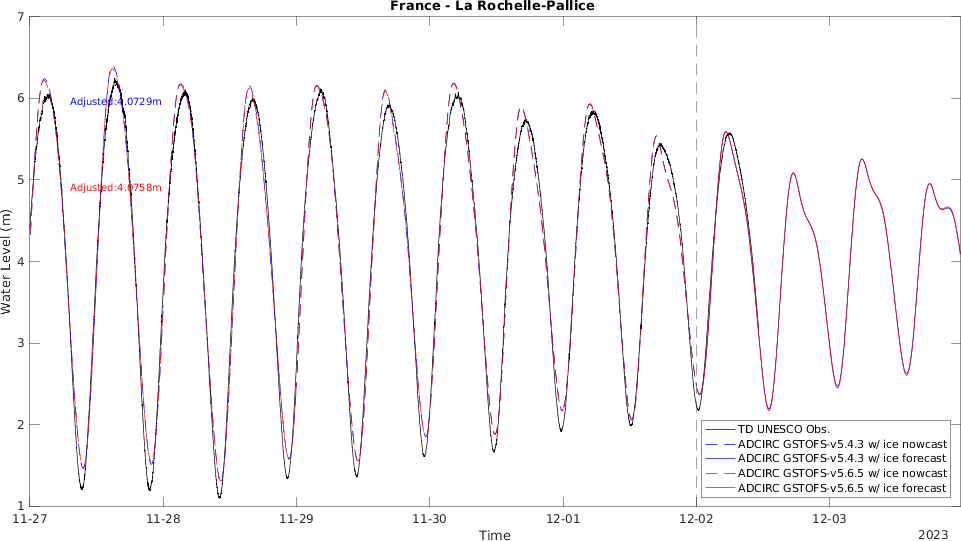 France - La Rochelle-Pallice
7
6
5
4
3
2
1
Water Level (m)
Adjusted:4.0729m
Adjusted:4.0758m
TD UNESCO Obs.
ADCIRC GSTOFS-v5.4.3 w/ ice nowcast
ADCIRC GSTOFS-v5.4.3 w/ ice forecast
ADCIRC GSTOFS-v5.6.5 w/ ice nowcast
ADCIRC GSTOFS-v5.6.5 w/ ice forecast
11-27 11-28 11-29 11-30 12-01 12-02 12-03
Time
2023